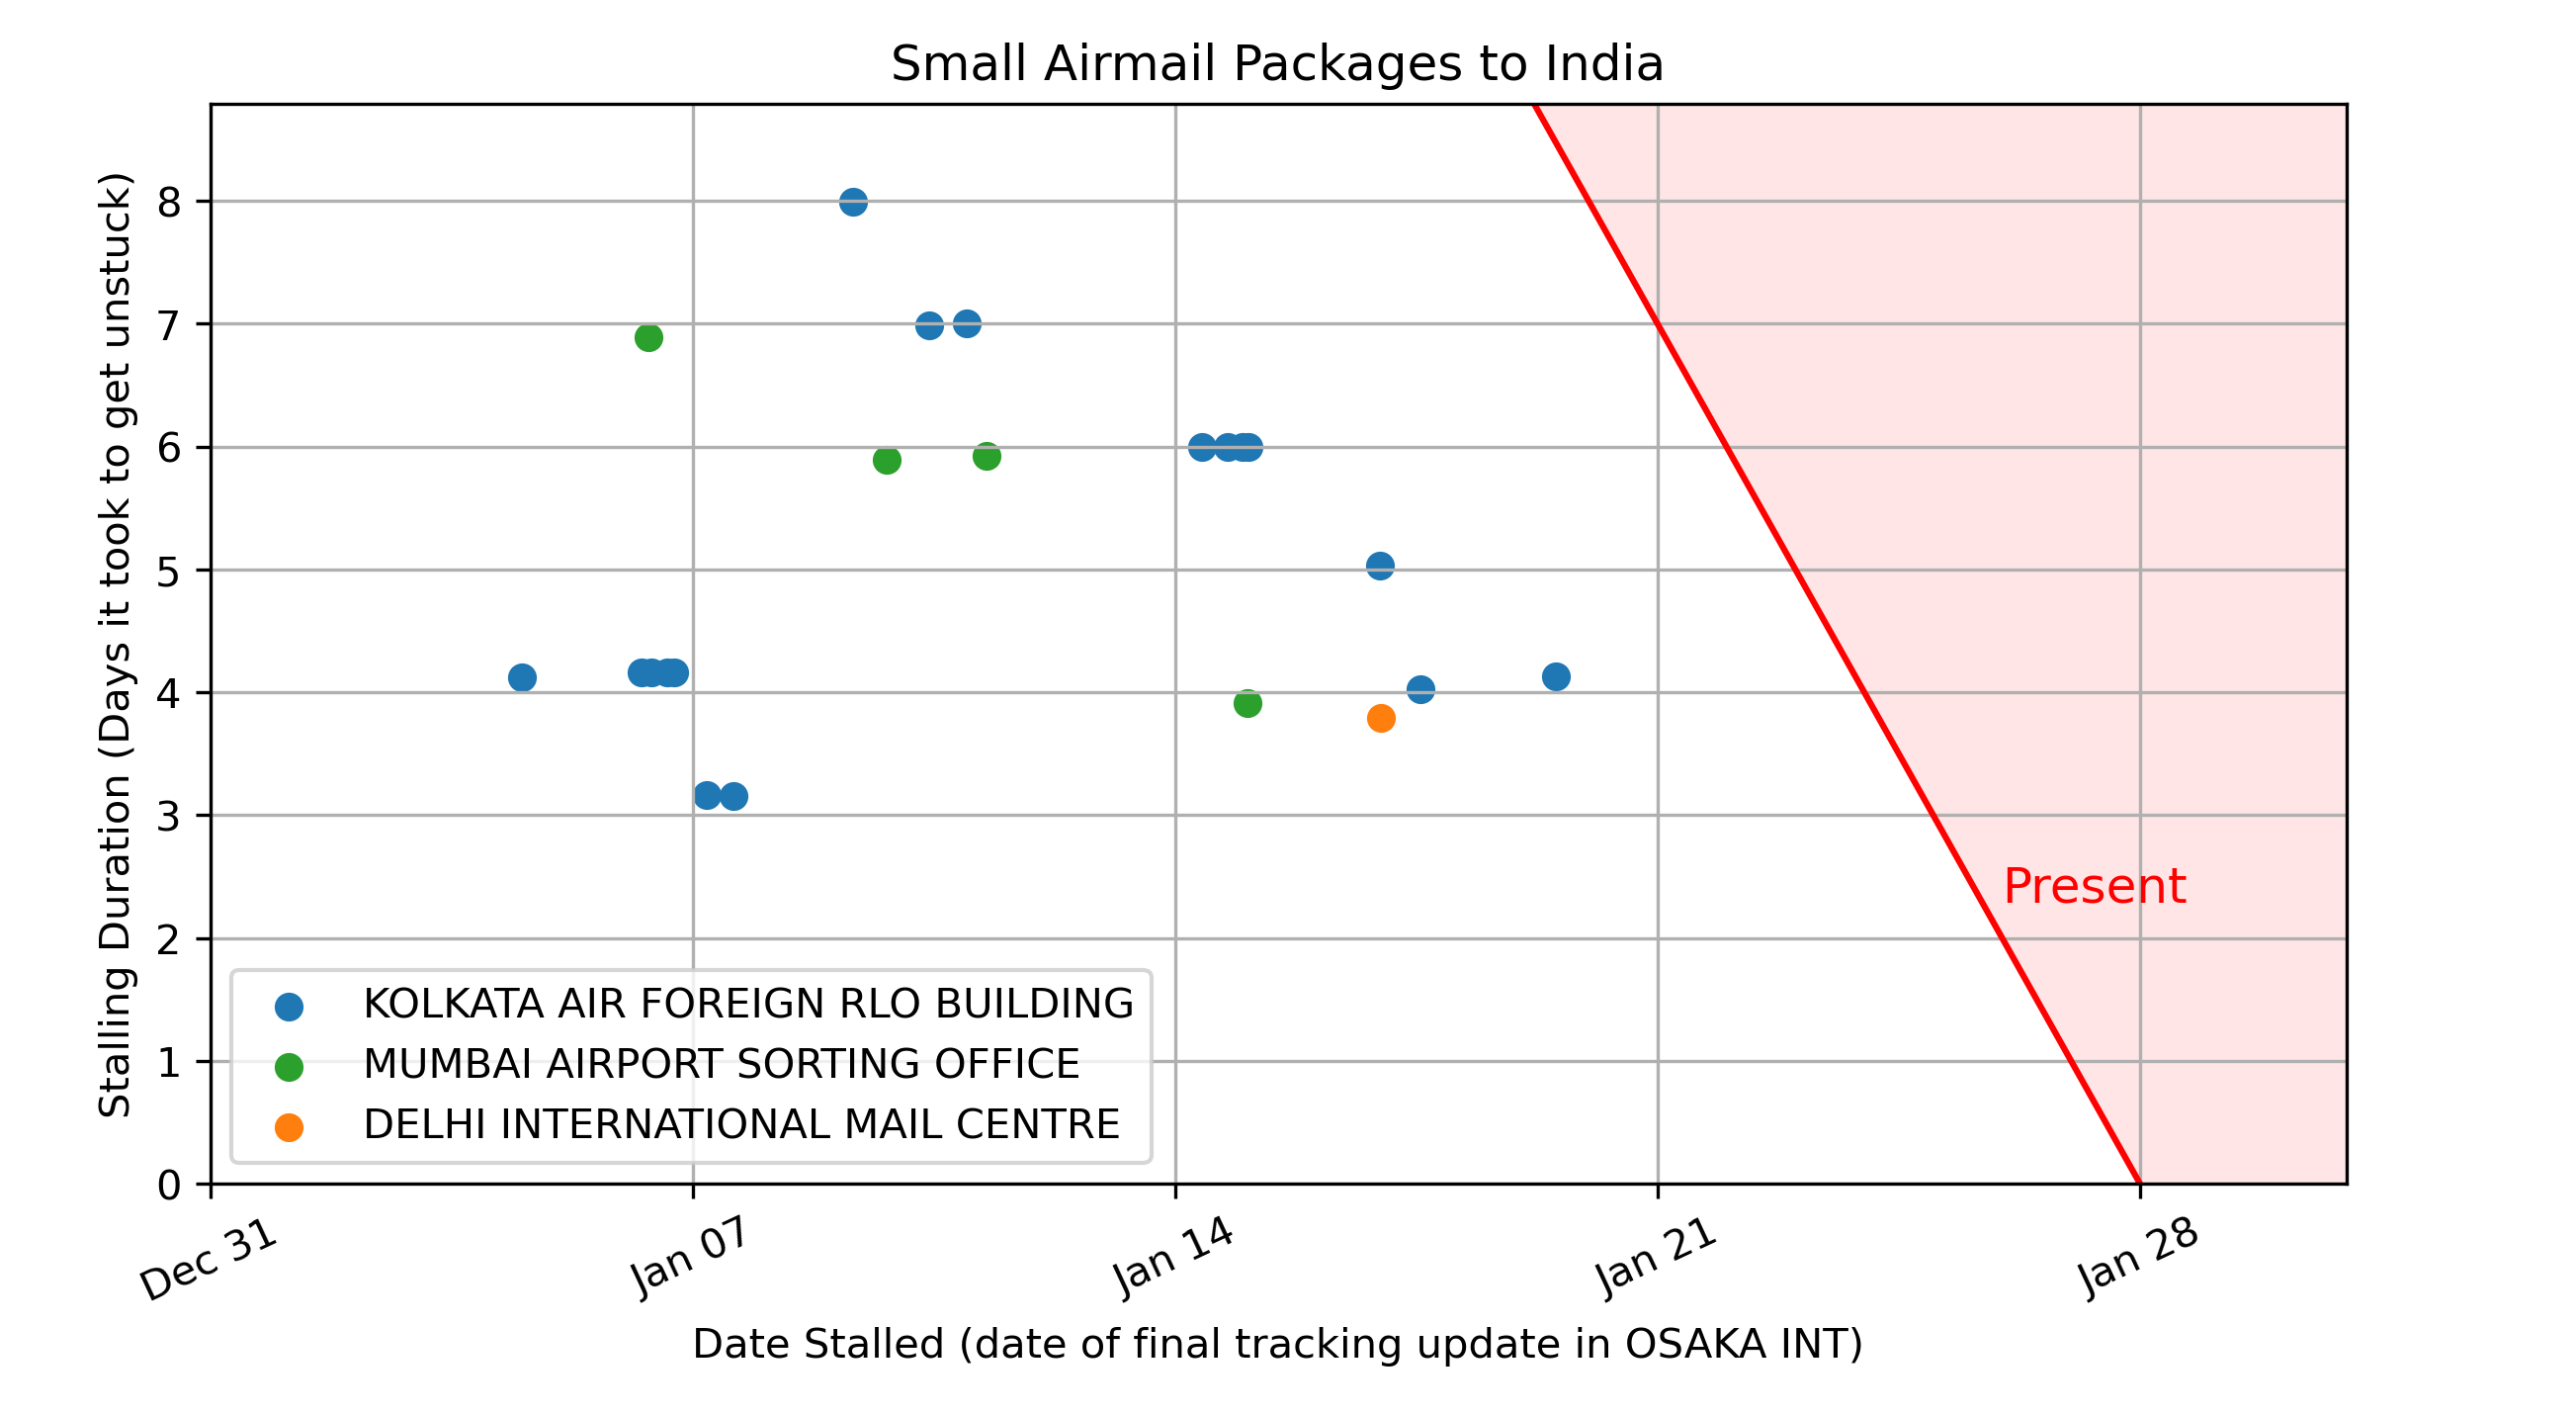 Small Airmail Packages to India
Stalling Duration (Days it took to get unstuck)
8
7
6
5
4
3
2
1
0
Present
KOLKATA AIR FOREIGN RLO BUILDING
MUMBAI AIRPORT SORTING OFFICE
DELHI INTERNATIONAL MAIL CENTRE
Dec 31
Jan 07
Jan 14
Jan 21
Jan 28
Date Stalled (date of final tracking update in OSAKA INT)